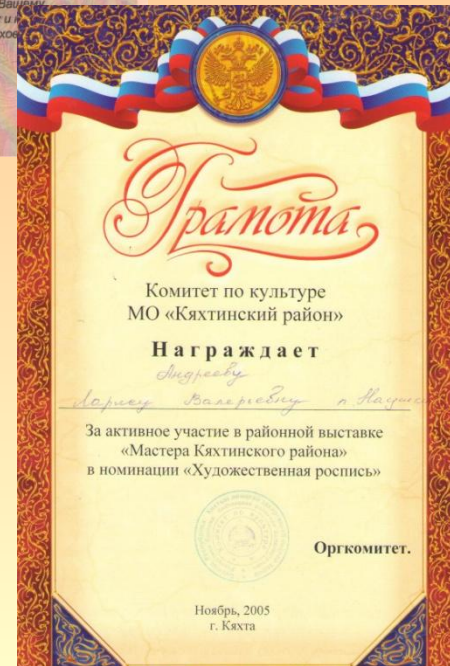 Вашему
Грамота
Комитет по культуре
МО «Кяхтинский район»
Награждает
Андрееву
Ларису Валерьевну п Наушки
За активное участие в районной выставке
«Мастера Кяхтинского района»
в номинации «Художественная роспись»
Оргкомитет.
Ноябрь, 2005
г. Кяхта